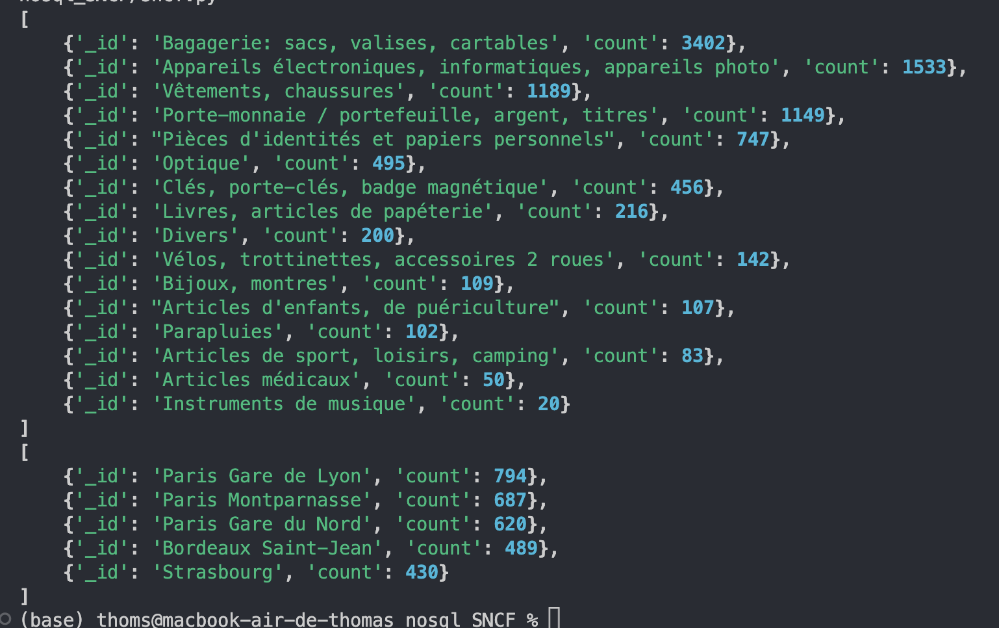 nosql_SNCF/sncf.py
[
{'_id': 'Bagagerie: sacs, valises, cartables', 'count': 3402},
{'_id': 'Appareils électroniques, informatiques, appareils photo', 'count': 1533},
{'_id': 'Vêtements, chaussures', 'count': 1189},
{'_id': 'Porte-monnaie / portefeuille, argent, titres', 'count': 1149},
{'_id': "Pièces d'identités et papiers personnels", 'count': 747},
{'_id': 'Optique', 'count': 495},
{'_id': 'Clés, porte-clés, badge magnétique', 'count': 456},
{'_id': 'Livres, articles de papéterie', 'count': 216},
{'_id': 'Divers', 'count': 200},
{'_id': 'Vélos, trottinettes, accessoires 2 roues', 'count': 142},
{'_id': 'Bijoux, montres', 'count': 109},
{'_id': "Articles d'enfants, de puériculture", 'count': 107},
{'_id': 'Parapluies', 'count': 102},
{'_id': 'Articles de sport, loisirs, camping', 'count': 83},
{'_id': 'Articles médicaux', 'count': 50},
{'_id': 'Instruments de musique', 'count': 20}
]
[
{'_id': 'Paris Gare de Lyon', 'count': 794},
{'_id': 'Paris Montparnasse', 'count': 687},
{'_id': 'Paris Gare du Nord', 'count': 620},
{'_id': 'Bordeaux Saint-Jean', 'count': 489},
{'_id': 'Strasbourg', 'count': 430}
]
(base) thoms@macbook-air-de-thomas nosql_SNCF %